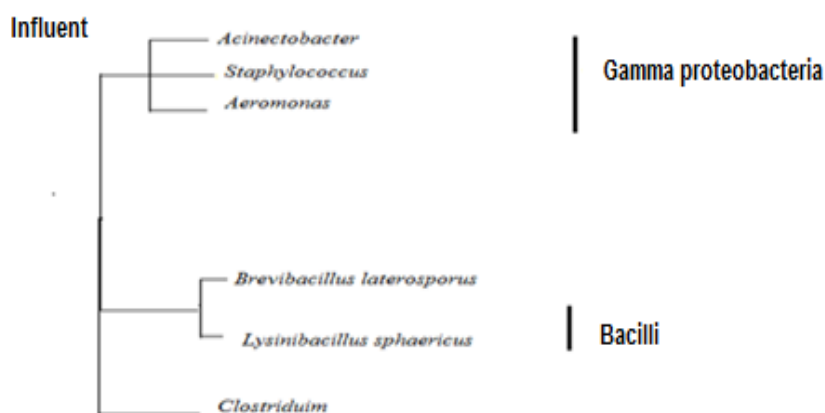 Influent
Acinectobacter
Staphylococcus
Gamma proteobacteria
Aeromonas
Brevibacillus laterosporus
Lysinibacillus sphaericus
Bacilli
Clostriduim